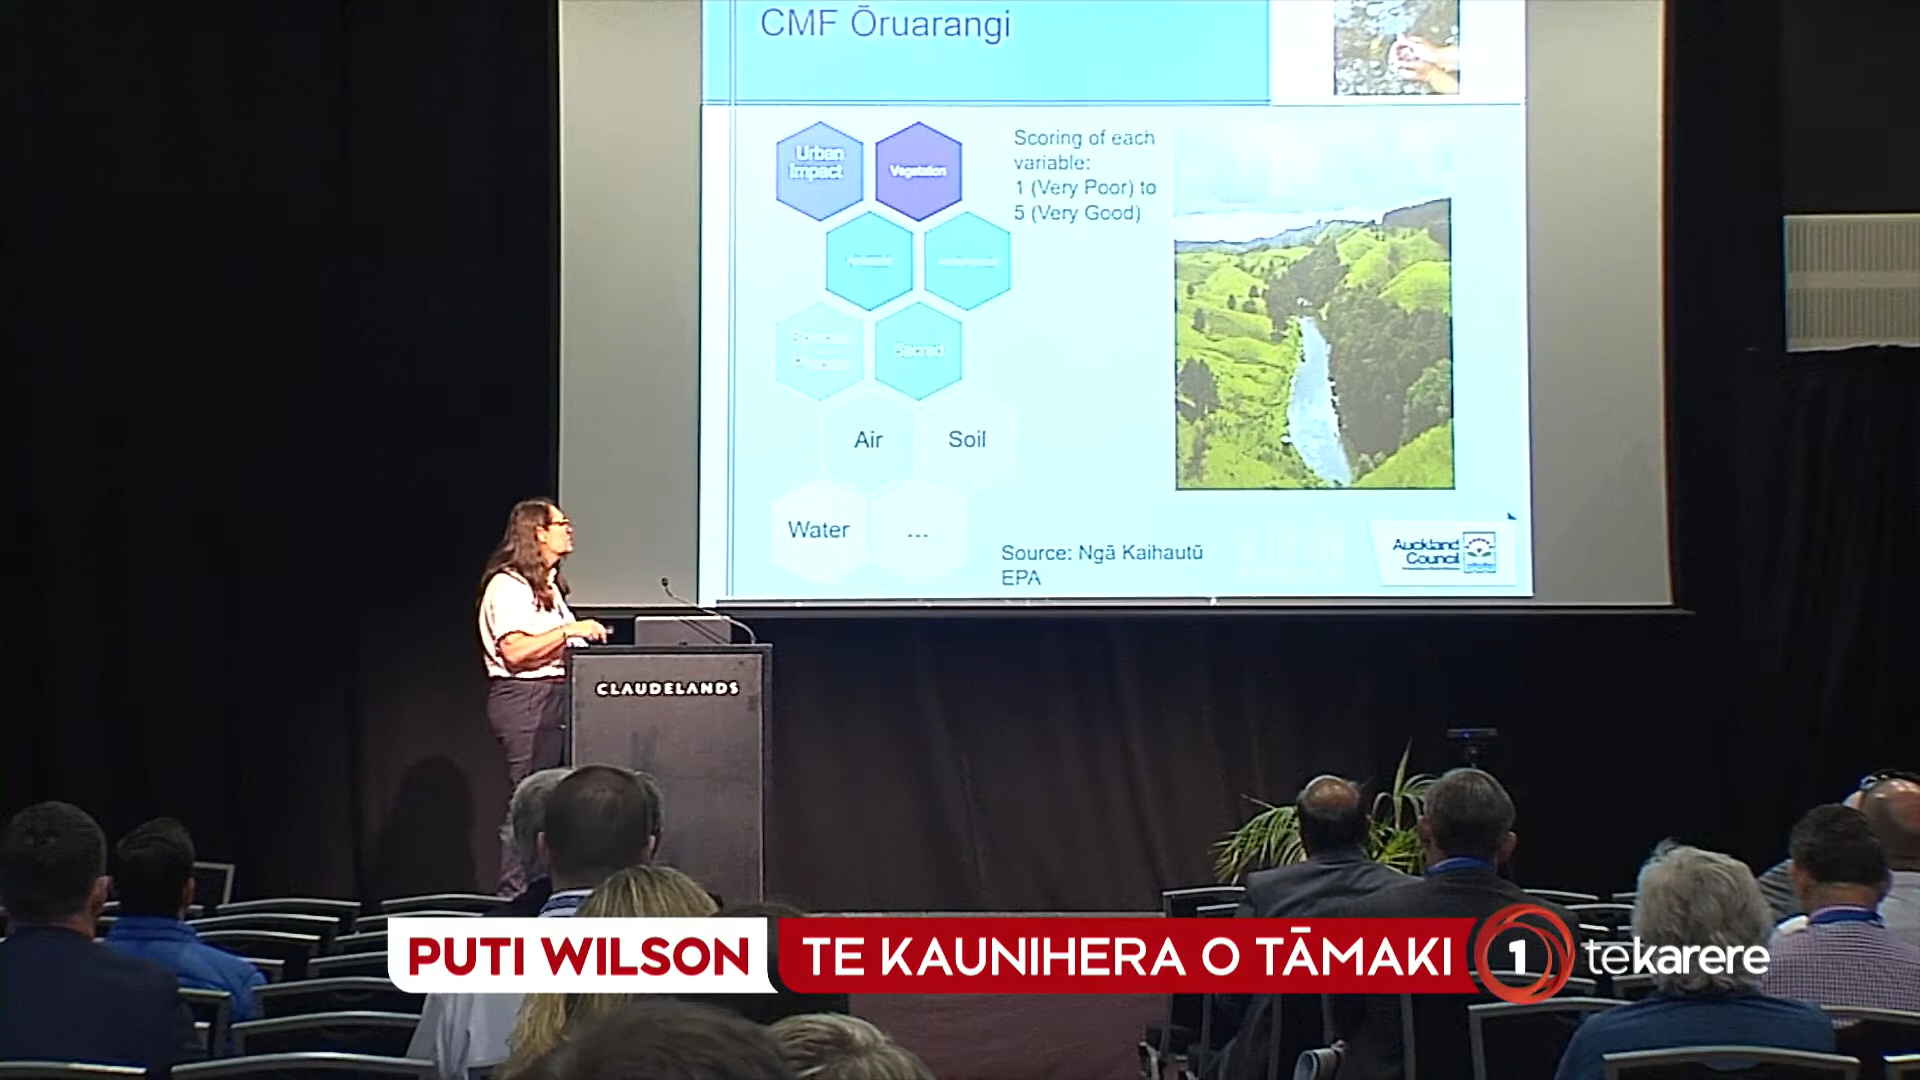 CMF Ōruarangi
Urban
Impact
Vegetation
Scoring of each
variable:
1 (Very Poor) to
5 (Very Good)
Air
Soil
Water
...
Source: Ngā Kaihautū
EPA
Auckland
Council
CLAUDELANDS
PUTI WILSON
TE KAUNIHERA O TĀMAKI
1
tekarere